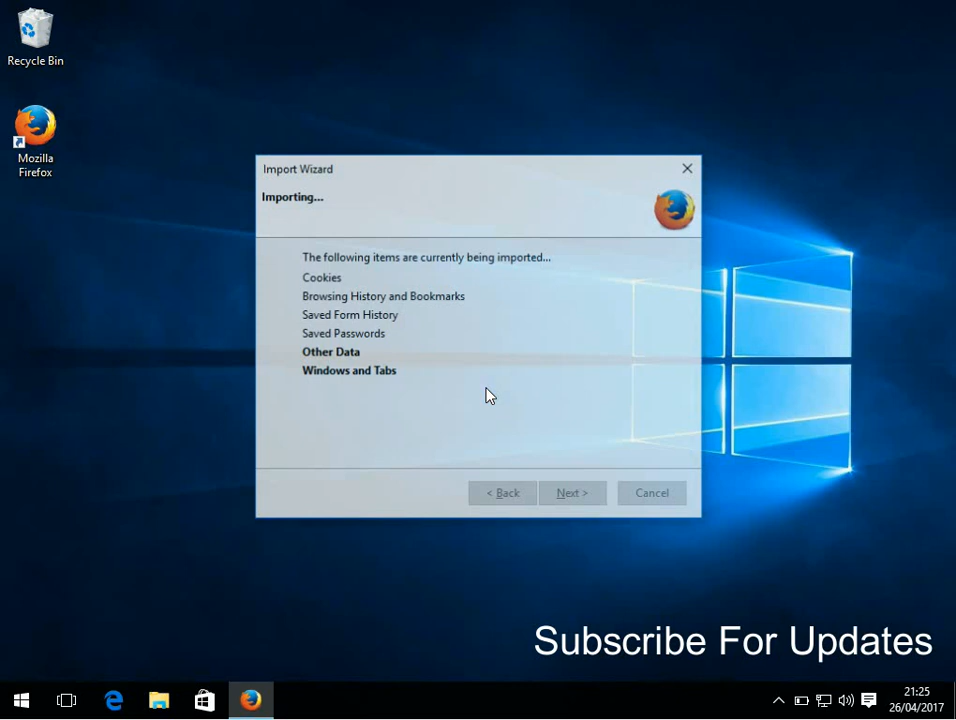 Recycle Bin
Mozilla
Firefox
Import Wizard
Importing...
The following items are currently being imported...
Cookies
Browsing History and Bookmarks
Saved Form History
Saved Passwords
Other Data
Windows and Tabs
< Back
Next >
Cancel
Subscribe For Updates
21:25
26/04/2017